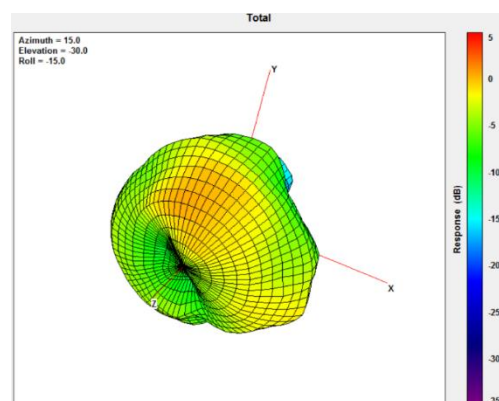 Total
Azimuth = 15.0
Elevation = -30.0
Roll = -15.0
Y
X
Z
5
0
-5
-10
-15
-20
-25
-30
-35
Response (dB)